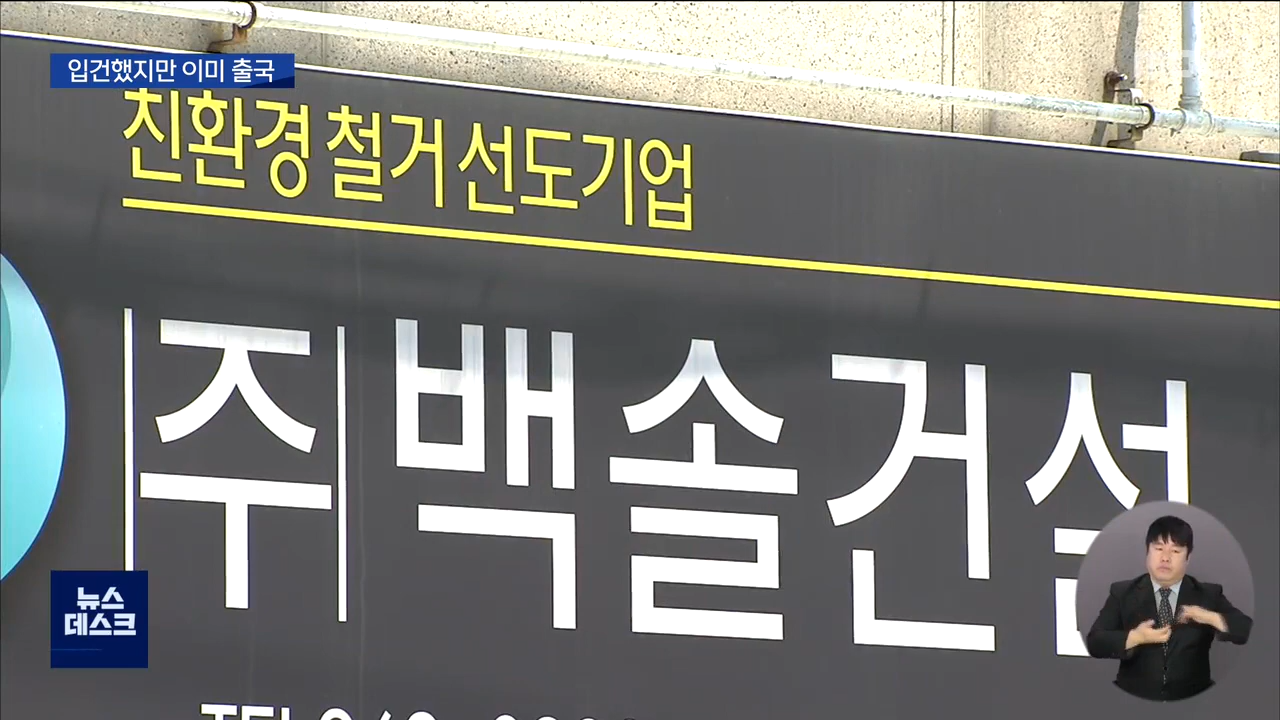 입건했지만 이미 출국
친환경 철거 선도기업
|주| 백솔건설
뉴스
데스크
TEL